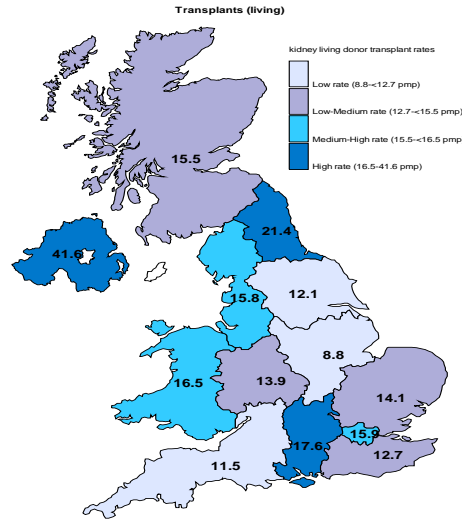 Transplants (living)
kidney living donor transplant rates
Low rate (8.8-<12.7 pmp)
Low-Medium rate (12.7-<15.5 pmp)
Medium-High rate (15.5-<16.5 pmp
High rate (16.5-41.6 pmp)
15.5
21.4
41.6
12.1
15.8
8.8
16.5
13.9
14.1
15.9
17.6
12.7
11.5